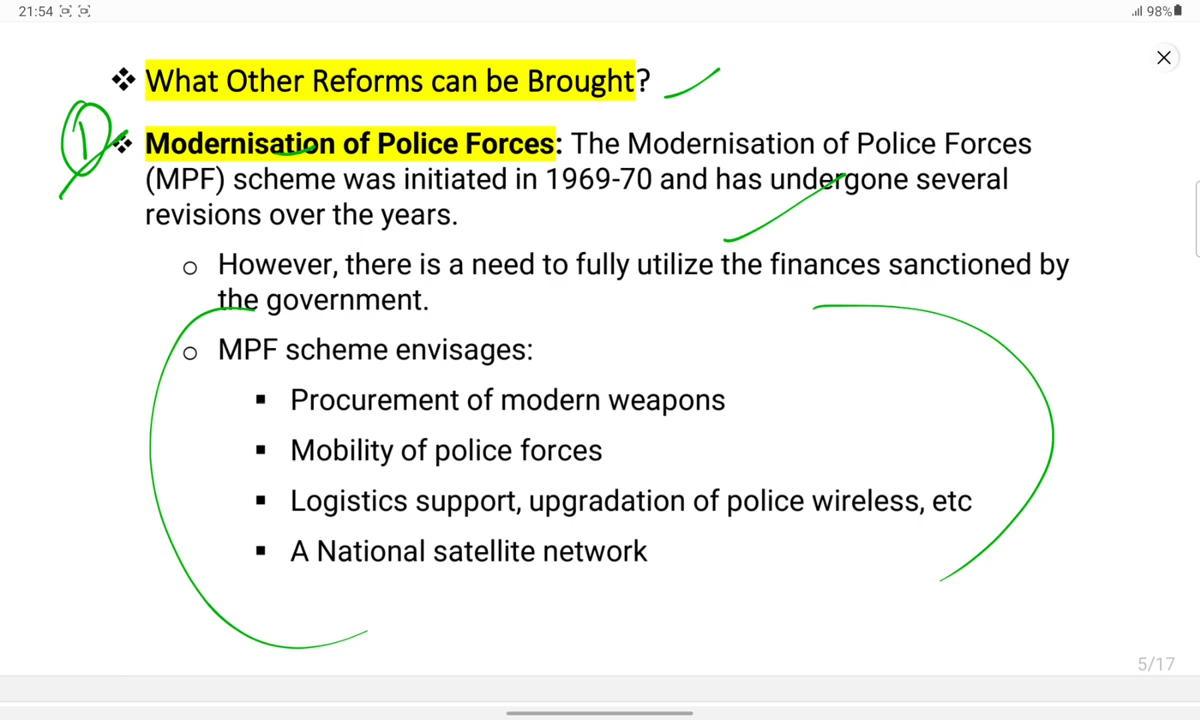 21:54
98%
❖ What Other Reforms can be Brought?
1
❖ Modernisation of Police Forces: The Modernisation of Police Forces
(MPF) scheme was initiated in 1969-70 and has undergone several
revisions over the years.
o However, there is a need to fully utilize the finances sanctioned by
the government.
o MPF scheme envisages:
▪ Procurement of modern weapons
▪ Mobility of police forces
▪ Logistics support, upgradation of police wireless, etc
▪ A National satellite network
5/17